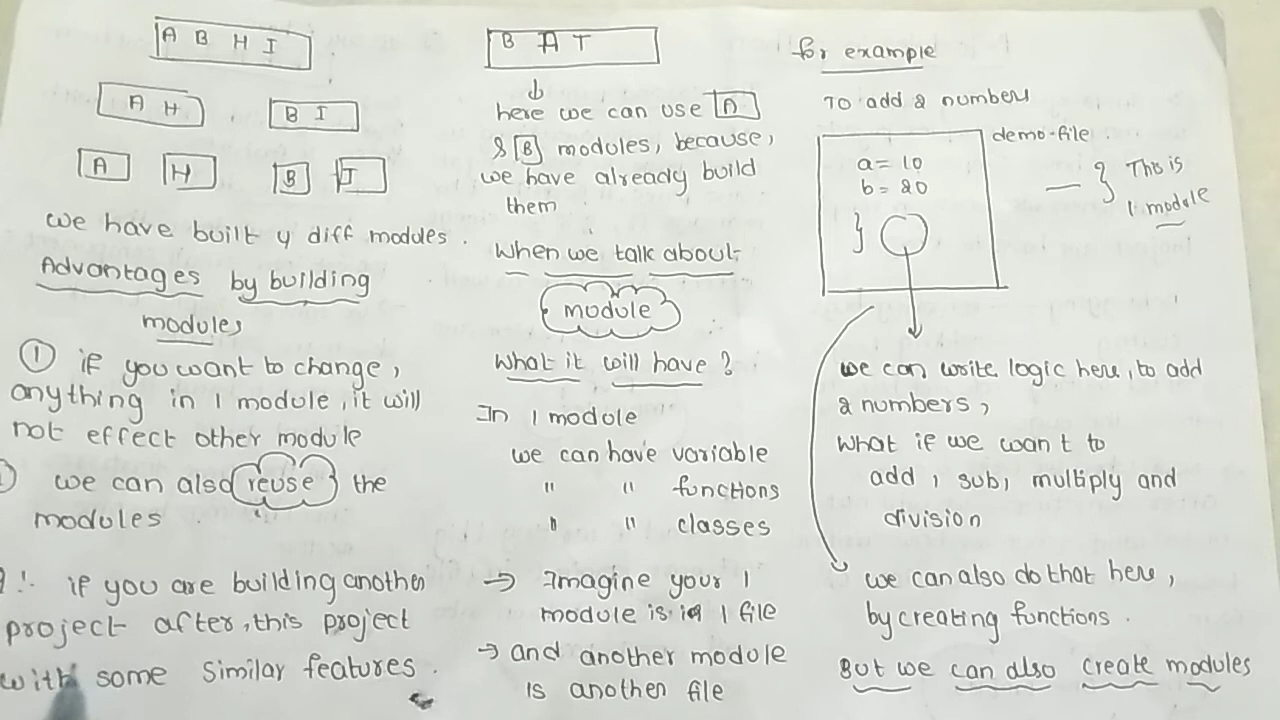 A B H I
A H
B I
A H B I
we have built 4 diff modules.
Advantages by building
modules
① if you want to change,
anything in 1 module, it will
not effect other module
we can also reuse the
modules
if you are building another
project after, this project
with some similar features.
B A T
here we can use A
& B modules, because,
we have already build
them
When we talk about
module
What it will have?
In 1 module
we can have variable
" " functions
" " classes
→ Imagine your 1
module is in 1 file
→ and another module
is another file
for example
To add 2 numbers
demo-file
a = 10
b = 20
} This is
1 module
we can write logic here, to add
2 numbers,
what if we want to
add, sub, multiply and
division
we can also do that here,
by creating functions.
But we can also create modules